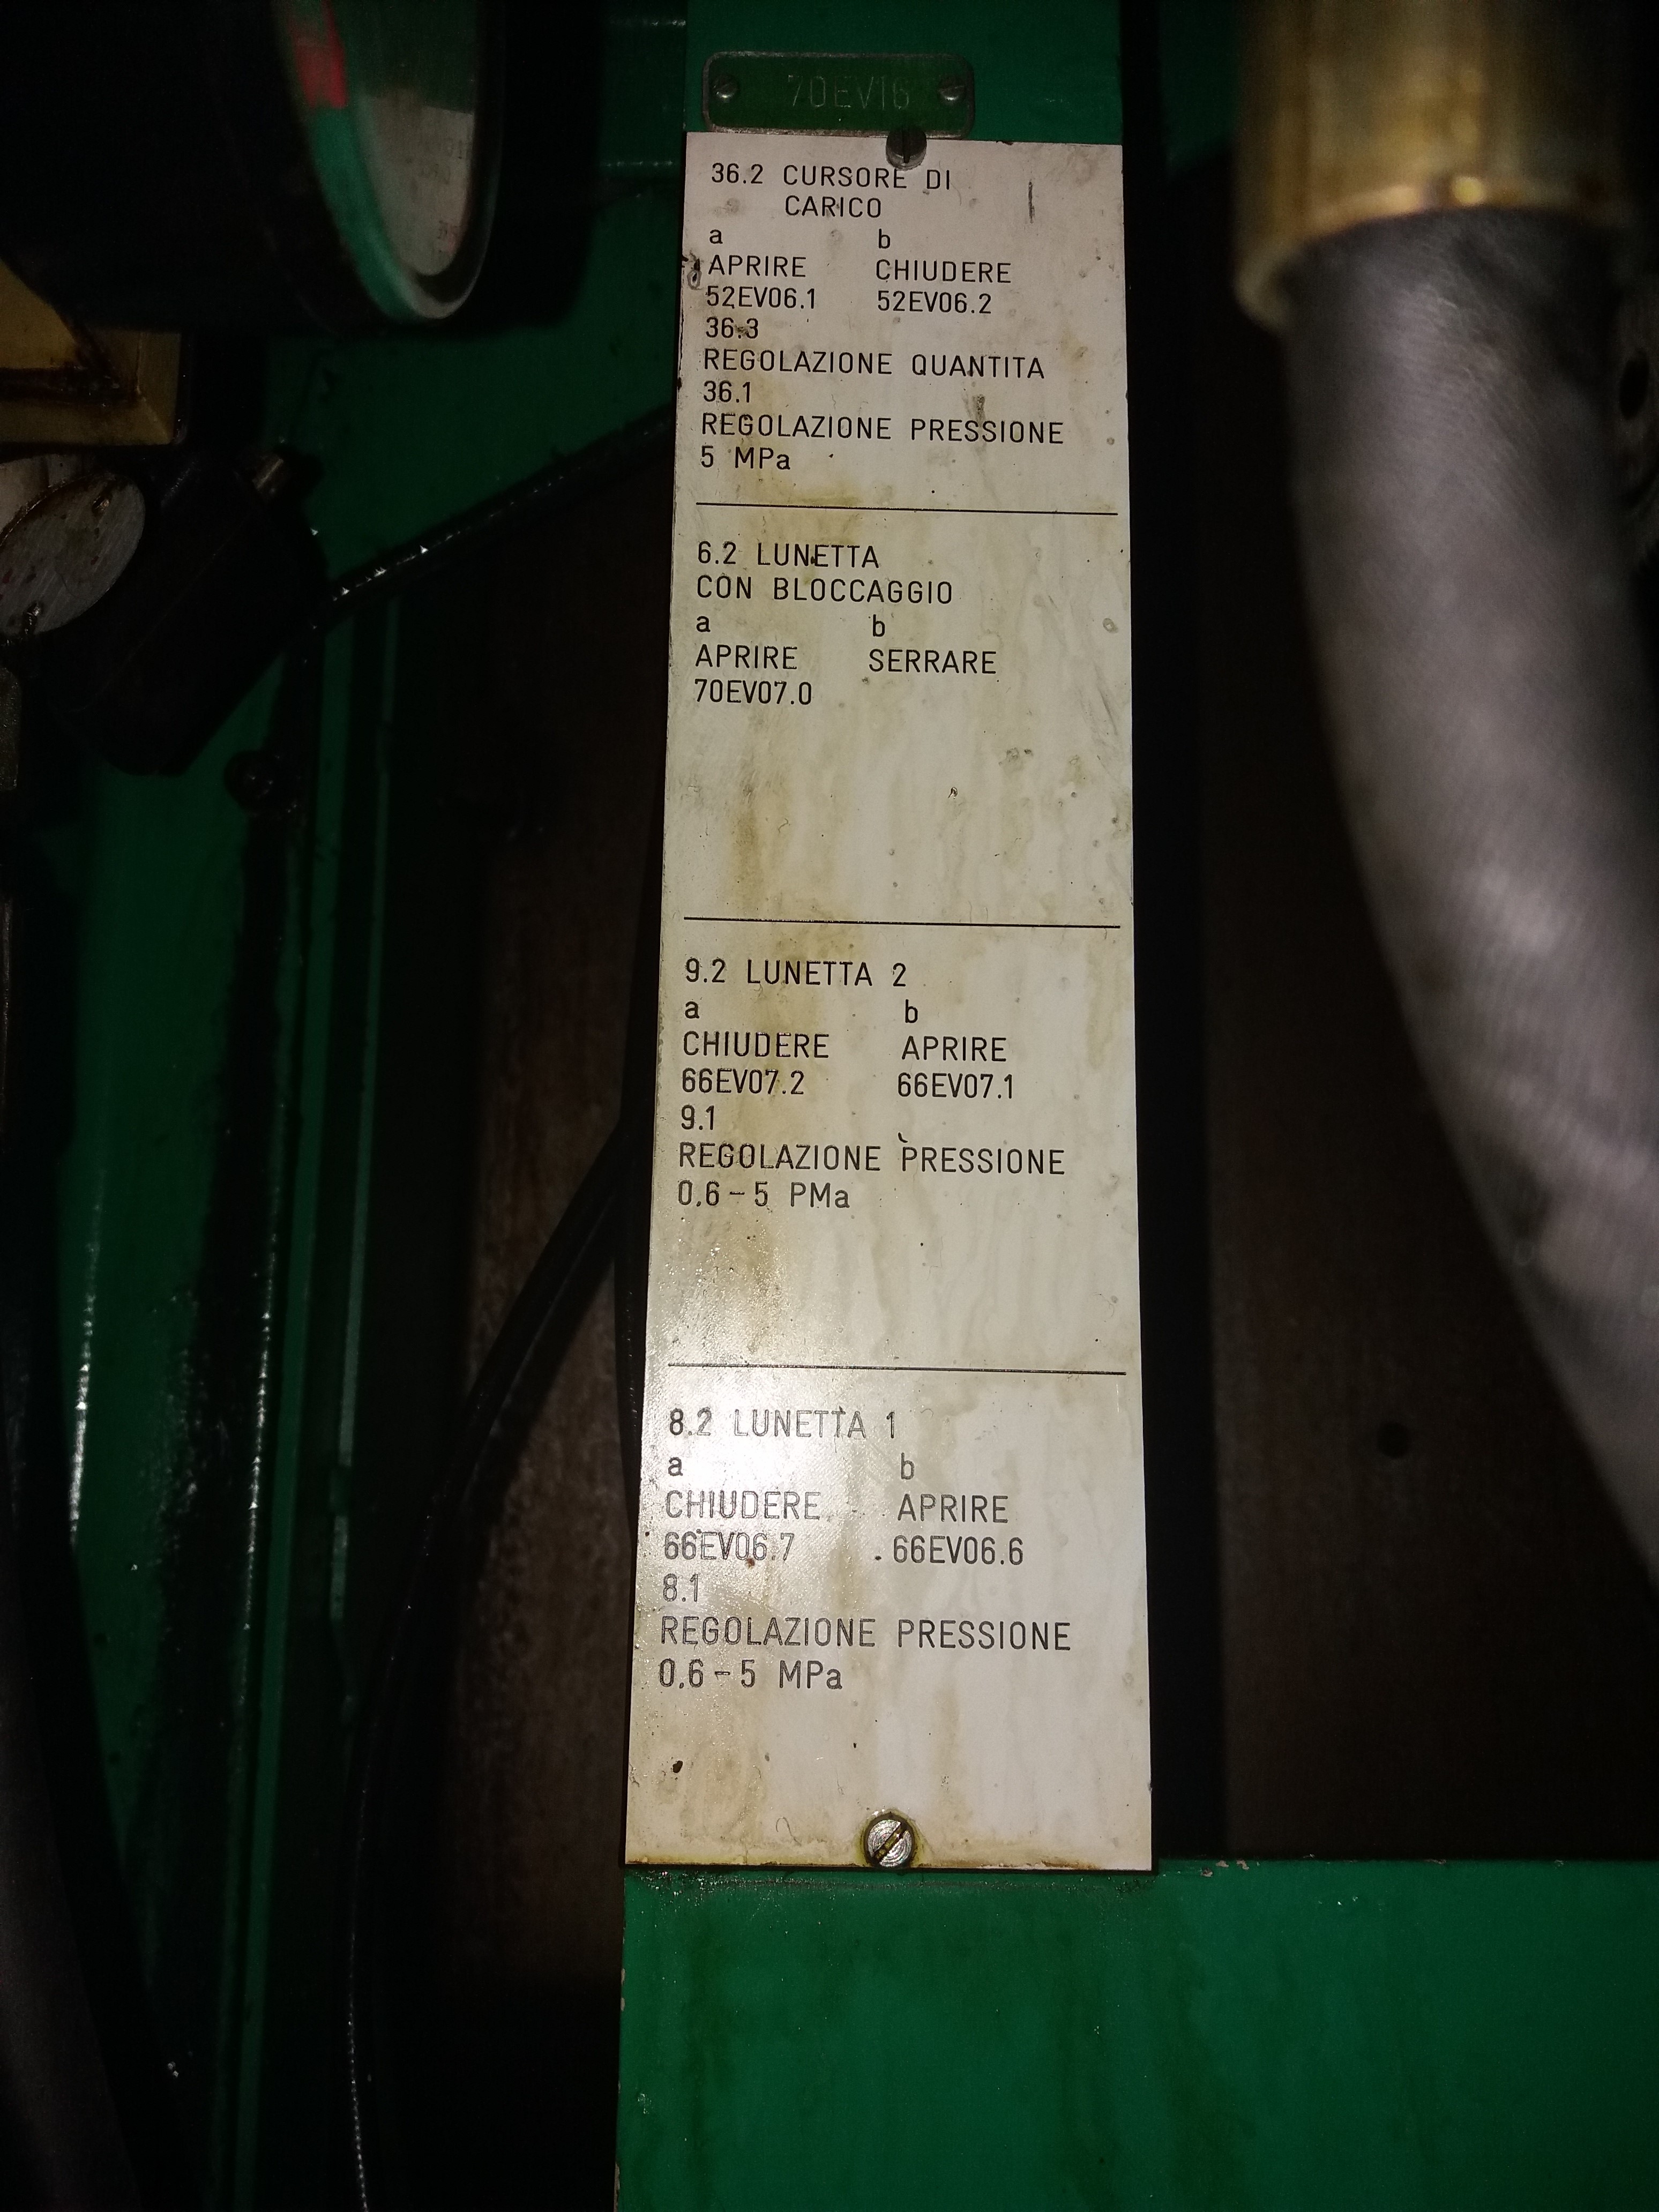 70EV16
36.2 CURSORE DI
CARICO
a b
APRIRE CHIUDERE
52EV06.1 52EV06.2
36.3
REGOLAZIONE QUANTITA
36.1
REGOLAZIONE PRESSIONE
5 MPa
6.2 LUNETTA
CON BLOCCAGGIO
a b
APRIRE SERRARE
70EV07.0
9.2 LUNETTA 2
a b
CHIUDERE APRIRE
66EV07.2 66EV07.1
9.1
REGOLAZIONE PRESSIONE
0,6-5 PMa
8.2 LUNETTA 1
a b
CHIUDERE APRIRE
66EV06.7 66EV06.6
8.1
REGOLAZIONE PRESSIONE
0,6-5 MPa